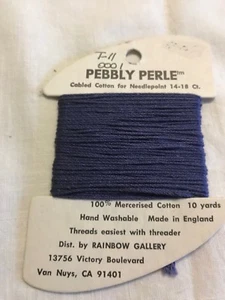 T-11
0001
PEBBLY PERLE™
Cabled Cotton for Needlepoint 14-18 Ct.
100% Mercerised Cotton 10 yards
Hand Washable Made in England
Threads easiest with threader
Dist. by RAINBOW GALLERY
13756 Victory Boulevard
Van Nuys, CA 91401